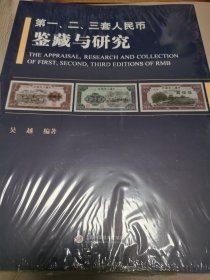 第一、二、三套人民币
鉴藏与研究
THE APPRAISAL, RESEARCH AND COLLECTION
OF FIRST, SECOND, THIRD EDITIONS OF RMB
吴 越 编著